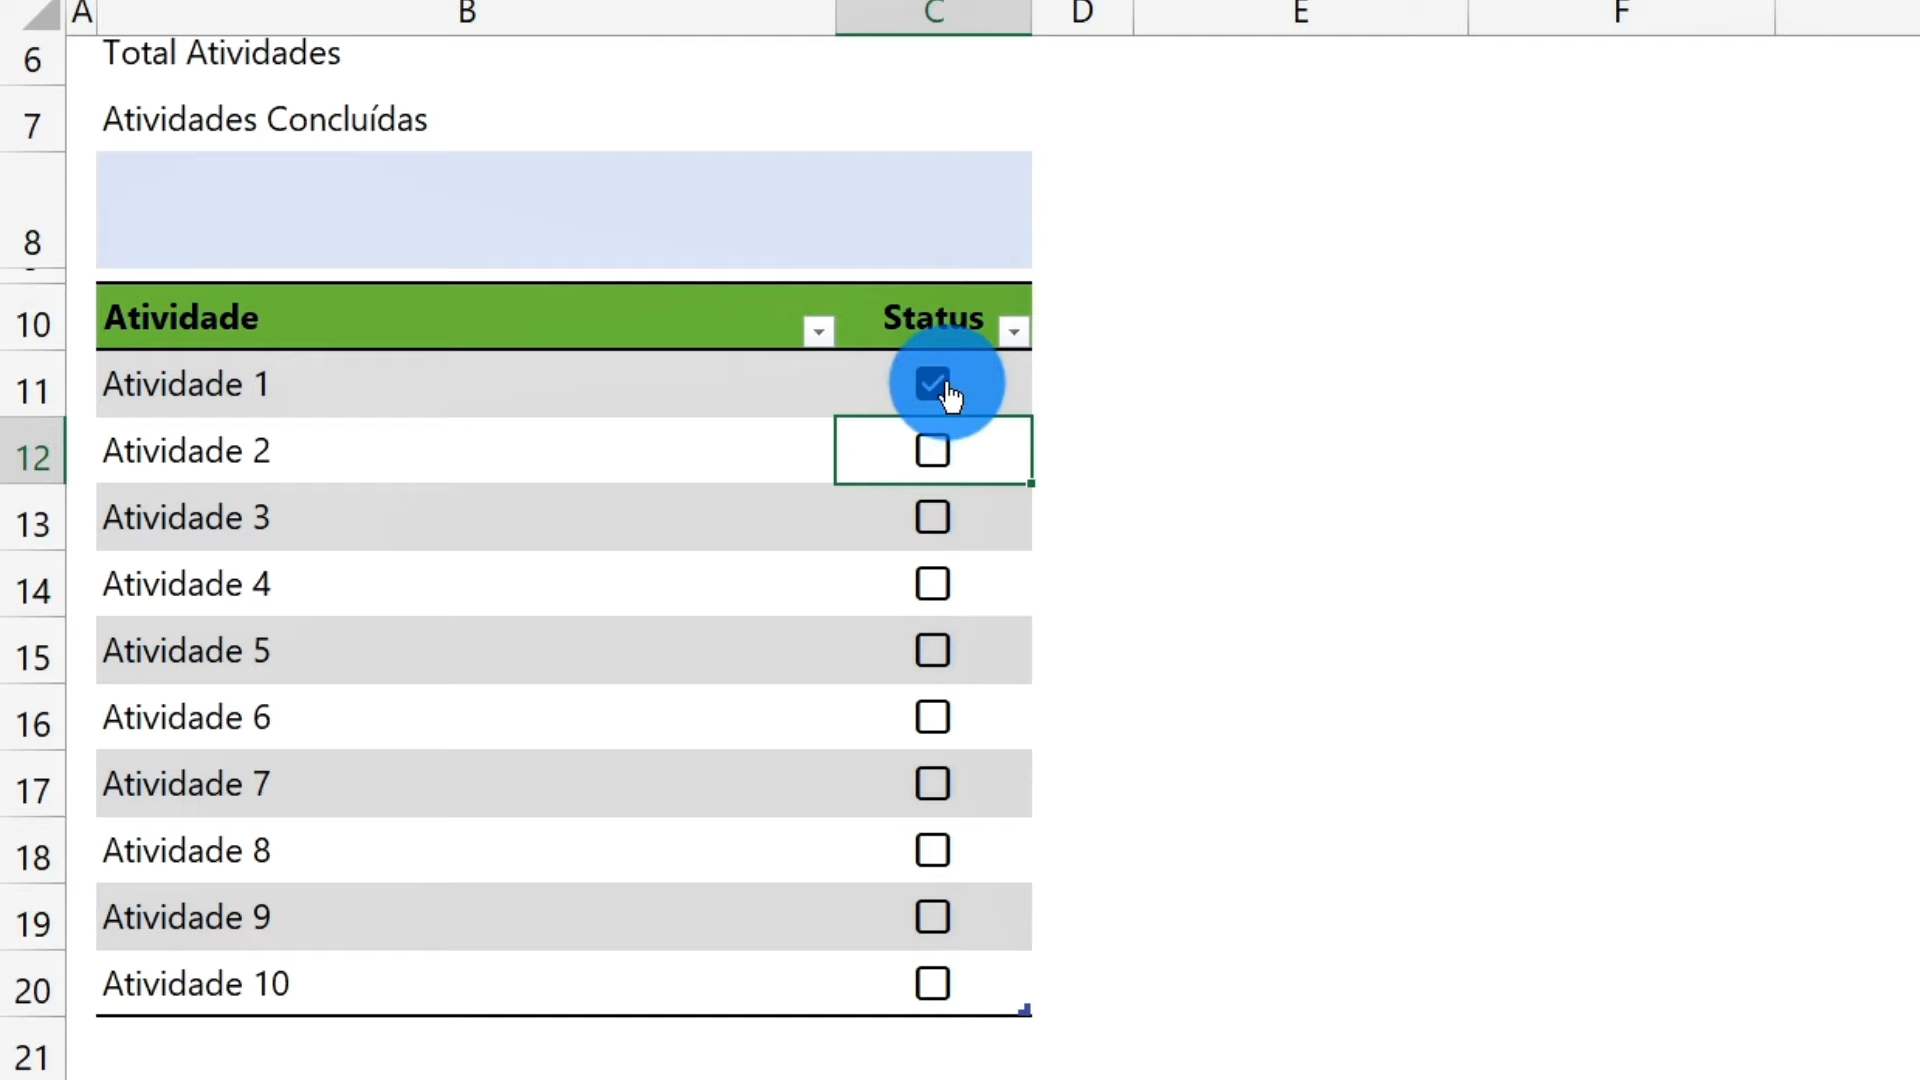 A B C D E F
6 Total Atividades
7 Atividades Concluídas
8
10 Atividade Status
11 Atividade 1
12 Atividade 2
13 Atividade 3
14 Atividade 4
15 Atividade 5
16 Atividade 6
17 Atividade 7
18 Atividade 8
19 Atividade 9
20 Atividade 10
21